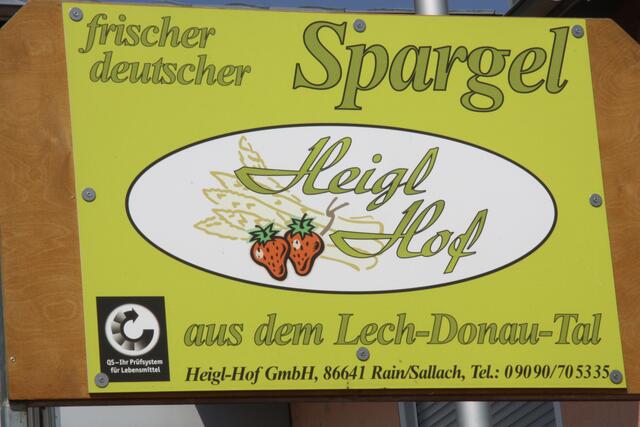 frischer
deutscher
Spargel
Heigl
Hof
QS–Ihr Prüfsystem
für Lebensmittel
aus dem Lech-Donau-Tal
Heigl-Hof GmbH, 86641 Rain/Sallach, Tel.: 09090/705335